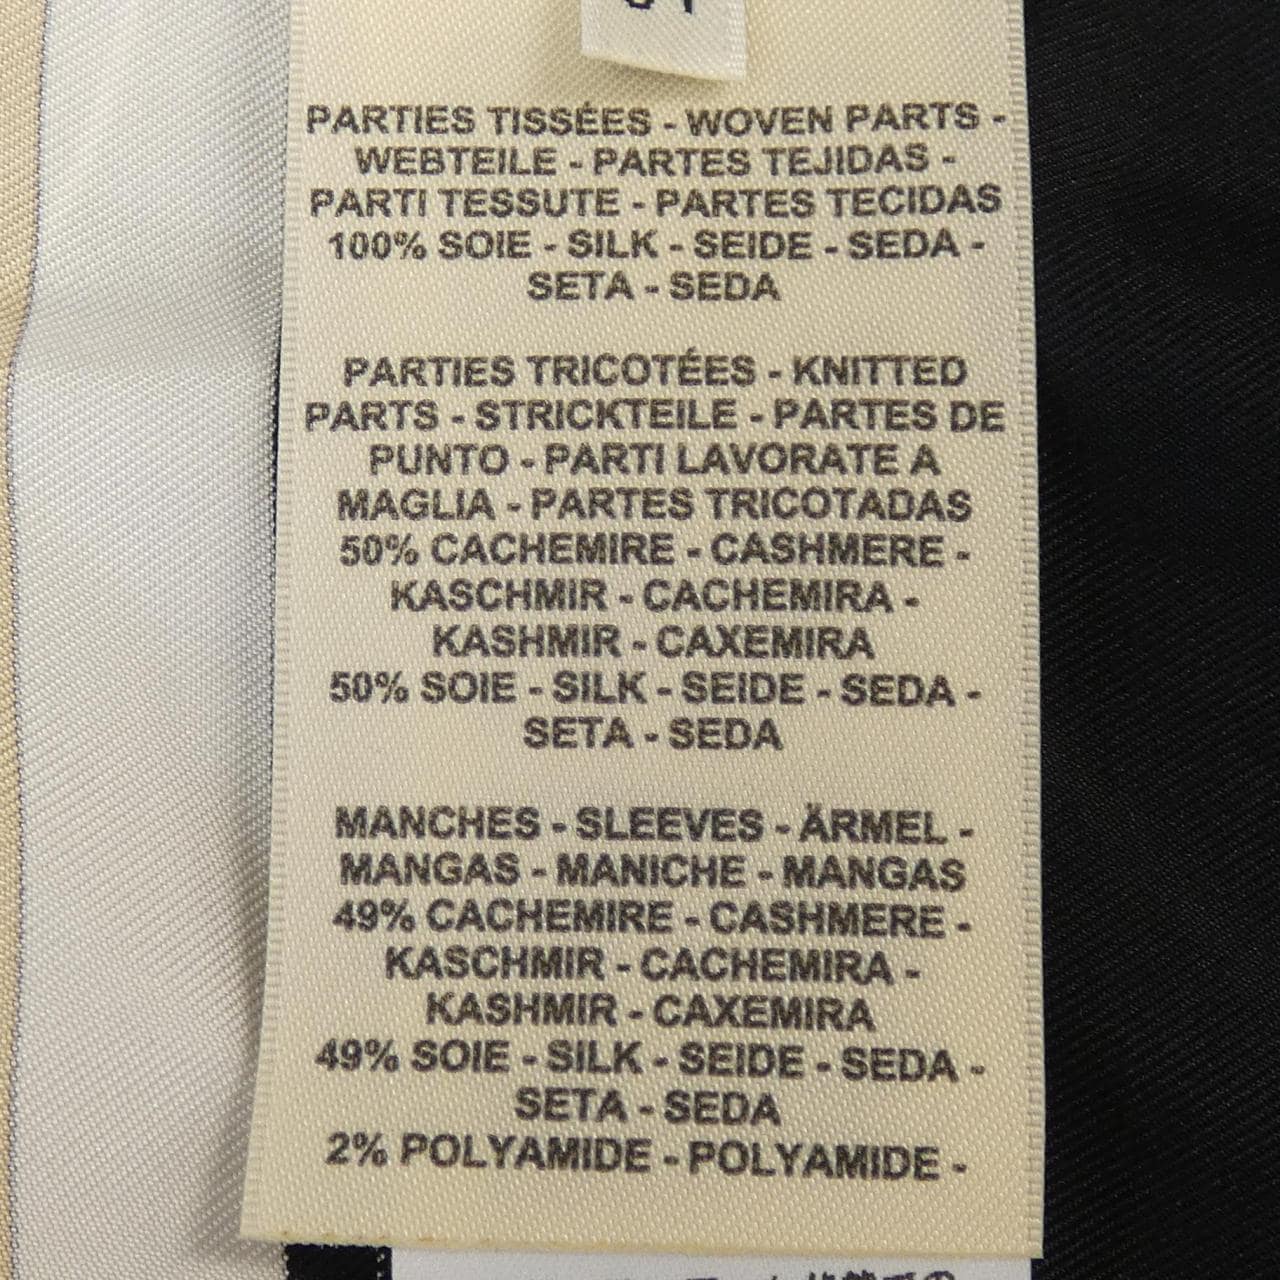 PARTIES TISSÉES - WOVEN PARTS -
WEBTEILE - PARTES TEJIDAS -
PARTI TESSUTE - PARTES TECIDAS
100% SOIE - SILK - SEIDE - SEDA -
SETA - SEDA
PARTIES TRICOTÉES - KNITTED
PARTS - STRICKTEILE - PARTES DE
PUNTO - PARTI LAVORATE A
MAGLIA - PARTES TRICOTADAS
50% CACHEMIRE - CASHMERE -
KASCHMIR - CACHEMIRA -
KASHMIR - CAXEMIRA
50% SOIE - SILK - SEIDE - SEDA -
SETA - SEDA
MANCHES - SLEEVES - ÄRMEL -
MANGAS - MANICHE - MANGAS
49% CACHEMIRE - CASHMERE -
KASCHMIR - CACHEMIRA -
KASHMIR - CAXEMIRA
49% SOIE - SILK - SEIDE - SEDA -
SETA - SEDA
2% POLYAMIDE - POLYAMIDE -